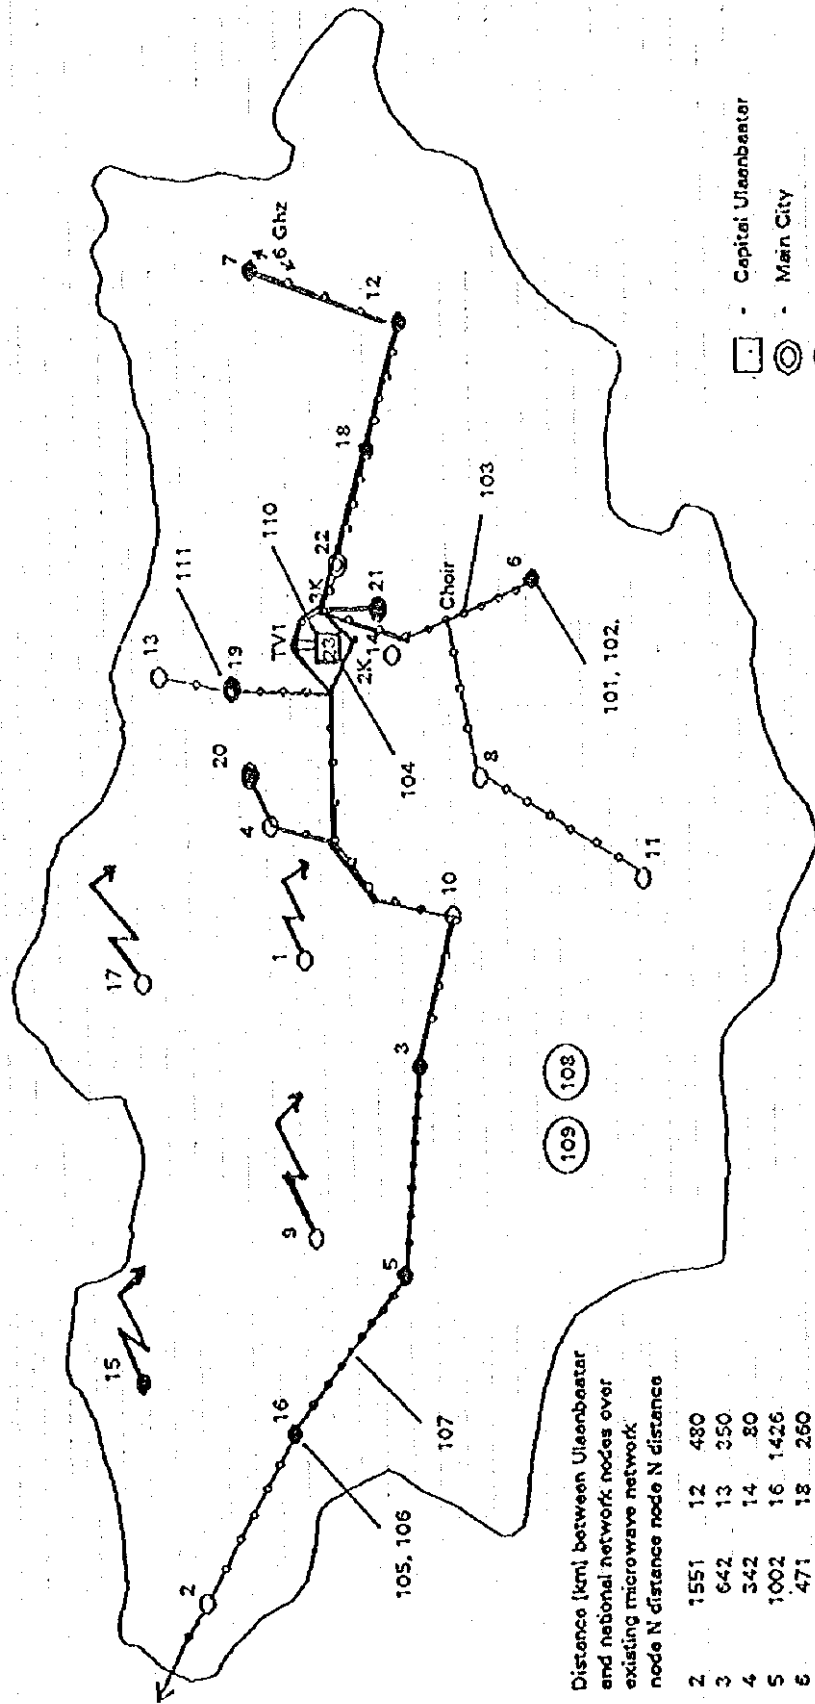 7
6 Ghz
12
18
22
110
111
3K
21
TV1
23
13
19
2K
14
Choir
103
6
101, 102.
104
20
4
8
11
1
10
17
3
108
109
9
5
15
16
107
105, 106
2
- Capital Ulaanbaatar
- Main City
Distance [km] between Ulaanbaatar
and national network nodes over
existing microwave network
node N distance node N distance
2 1551 12 480
3 642 13 350
4 342 14 80
5 1002 16 1426
6 471 18 260